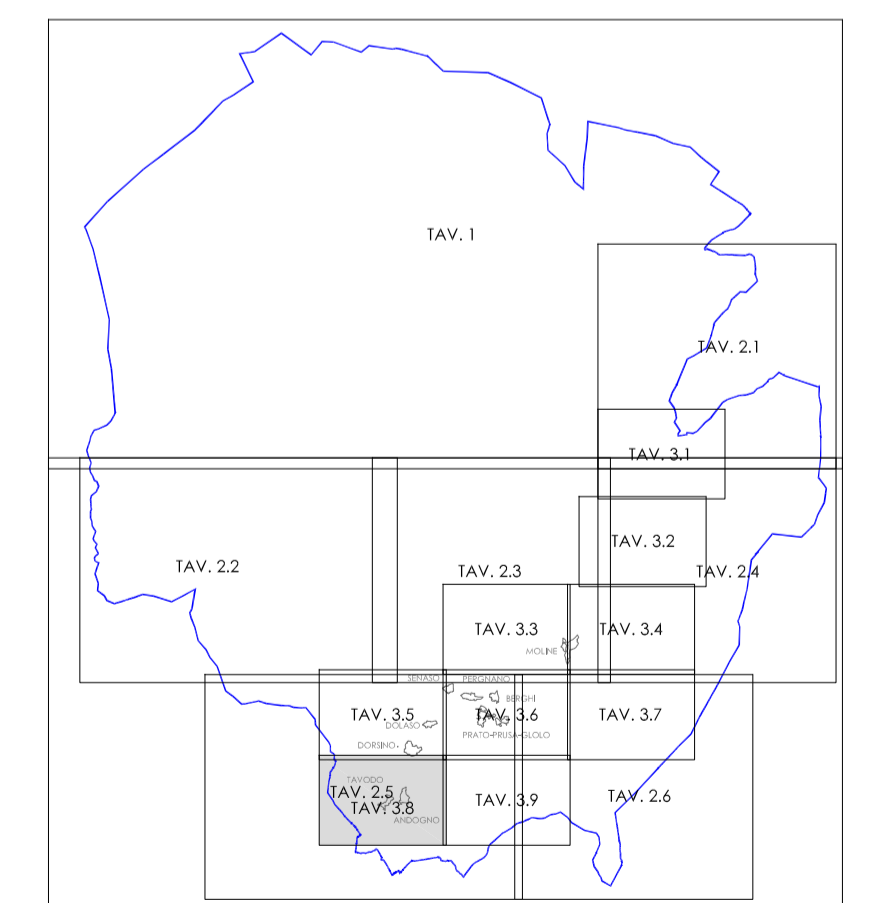 TAV. 1
TAV. 2.1
TAV. 3.1
TAV. 3.2
TAV. 2.2
TAV. 2.3
TAV. 2.4
TAV. 3.3
TAV. 3.4
MOLINE
SENASO
PERGNANO
BERGHI
TAV. 3.5
TAV. 3.6
TAV. 3.7
DOLASO
PRATO-PRUSA-GLOLO
DORSINO
TAVODO
TAV. 2.5
TAV. 2.6
TAV. 3.8
TAV. 3.9
ANDOGNO